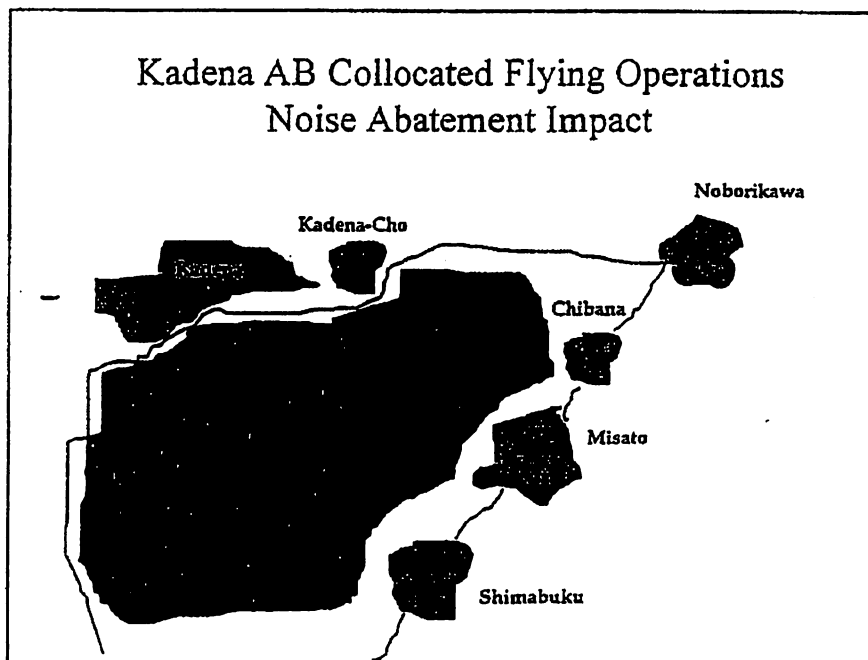 Kadena AB Collocated Flying Operations
Noise Abatement Impact
Noborikawa
Kadena-Cho
Chibana
Misato
Shimabuku